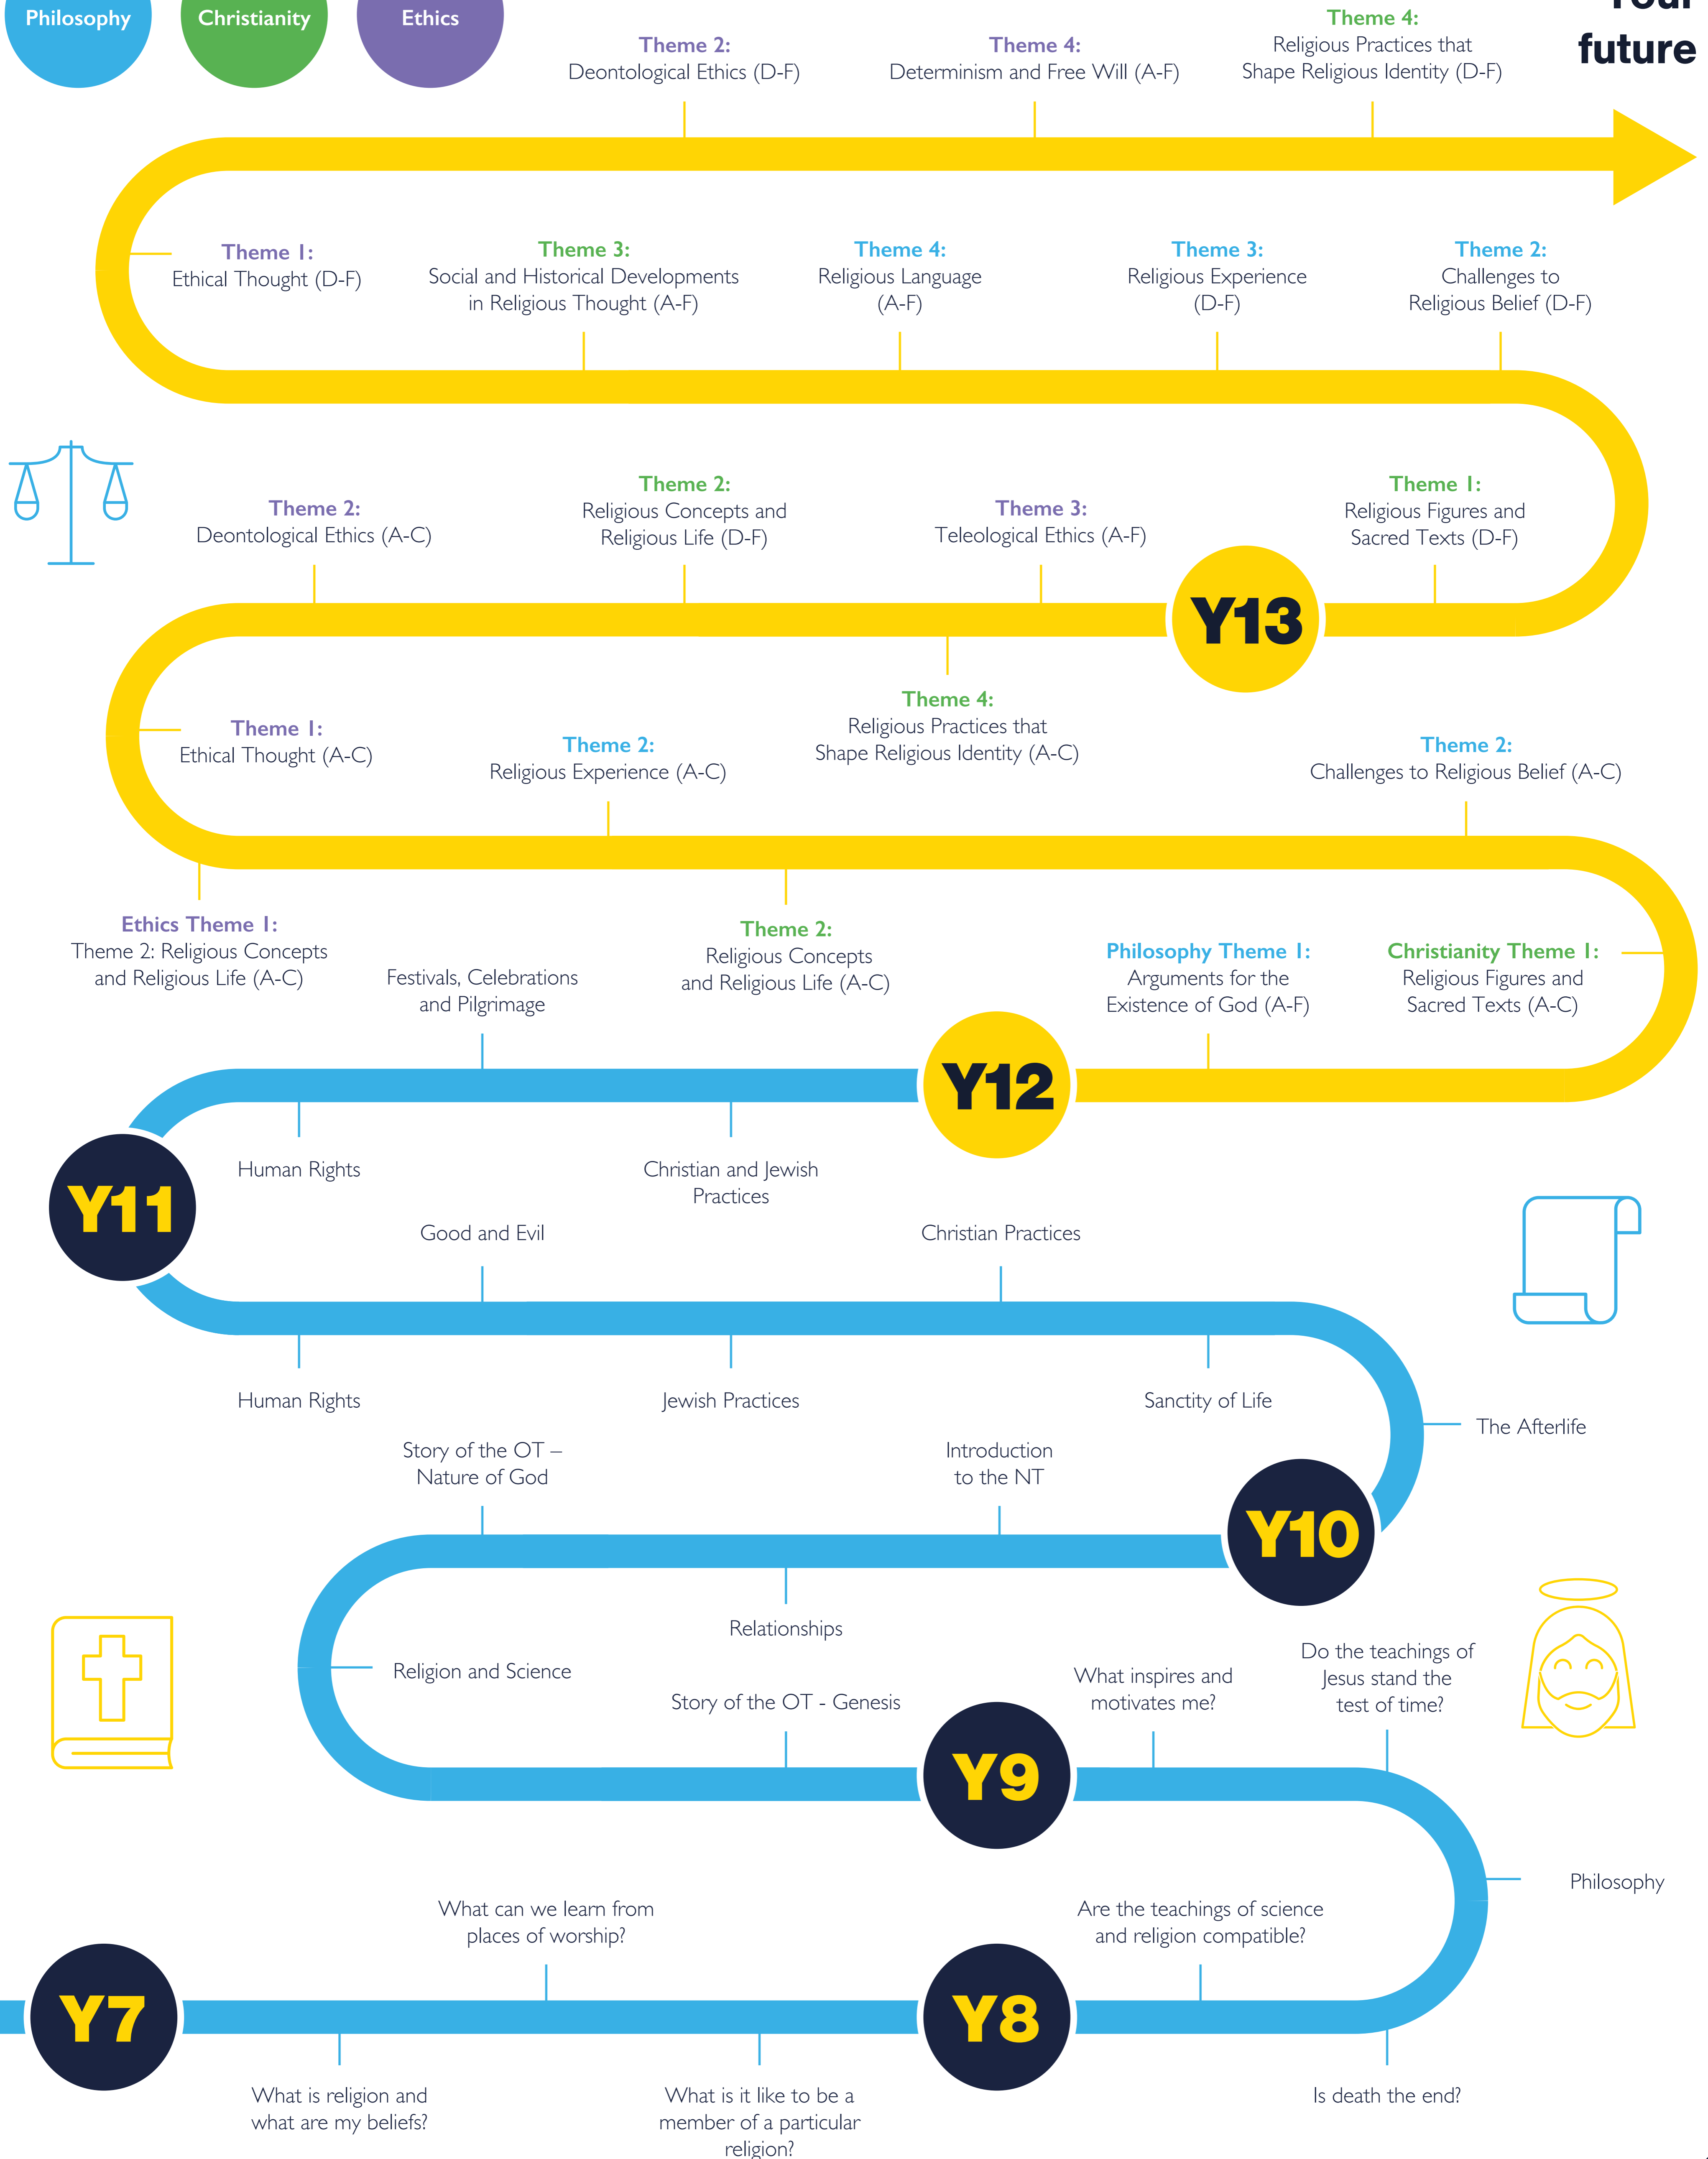 Philosophy
Christianity
Ethics
Your
future
Theme 2:
Deontological Ethics (D-F)
Theme 4:
Determinism and Free Will (A-F)
Theme 4:
Religious Practices that
Shape Religious Identity (D-F)
Theme 1:
Ethical Thought (D-F)
Theme 3:
Social and Historical Developments
in Religious Thought (A-F)
Theme 4:
Religious Language
(A-F)
Theme 3:
Religious Experience
(D-F)
Theme 2:
Challenges to
Religious Belief (D-F)
Theme 2:
Deontological Ethics (A-C)
Theme 2:
Religious Concepts and
Religious Life (D-F)
Theme 3:
Teleological Ethics (A-F)
Y13
Theme 1:
Religious Figures and
Sacred Texts (D-F)
Theme 1:
Ethical Thought (A-C)
Theme 2:
Religious Experience (A-C)
Theme 4:
Religious Practices that
Shape Religious Identity (A-C)
Theme 2:
Challenges to Religious Belief (A-C)
Ethics Theme 1:
Theme 2: Religious Concepts
and Religious Life (A-C)
Festivals, Celebrations
and Pilgrimage
Theme 2:
Religious Concepts
and Religious Life (A-C)
Philosophy Theme 1:
Arguments for the
Existence of God (A-F)
Christianity Theme 1:
Religious Figures and
Sacred Texts (A-C)
Y12
Y11
Human Rights
Christian and Jewish
Practices
Good and Evil
Christian Practices
Human Rights
Jewish Practices
Sanctity of Life
The Afterlife
Story of the OT –
Nature of God
Introduction
to the NT
Y10
Relationships
Religion and Science
Story of the OT - Genesis
Y9
What inspires and
motivates me?
Do the teachings of
Jesus stand the
test of time?
Philosophy
What can we learn from
places of worship?
Are the teachings of science
and religion compatible?
Y7
Y8
What is religion and
what are my beliefs?
What is it like to be a
member of a particular
religion?
Is death the end?